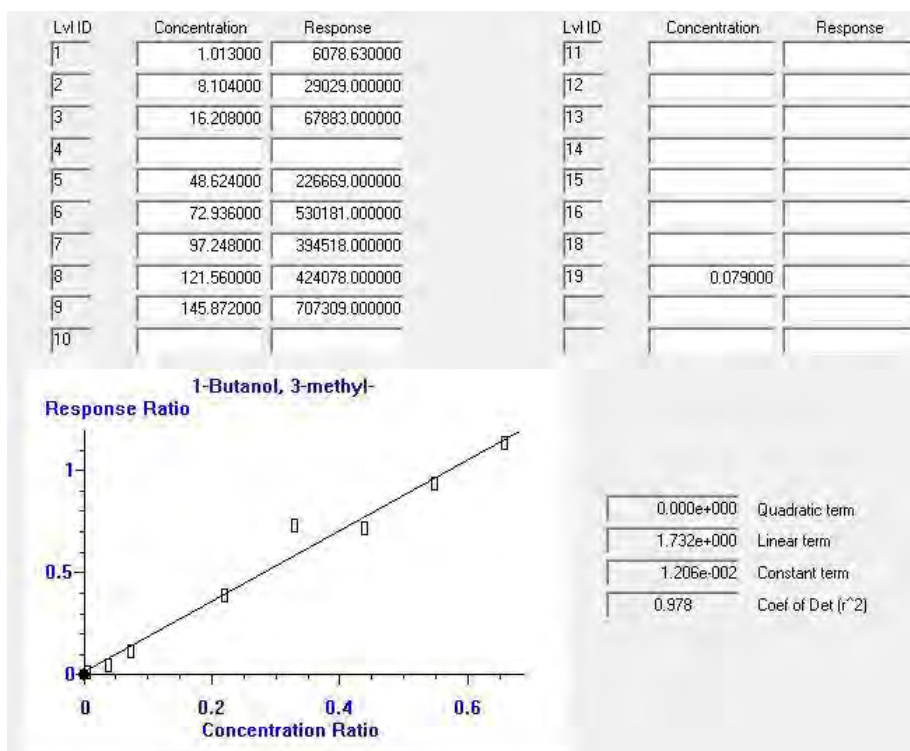 Lvl ID Concentration Response Lvl ID Concentration Response
1 1.013000 6078.630000 11
2 8.104000 29029.000000 12
3 16.208000 67883.000000 13
4 14
5 48.624000 226669.000000 15
6 72.936000 530181.000000 16
7 97.248000 394518.000000 18
8 121.560000 424078.000000 19 0.079000
9 145.872000 707309.000000
10
1-Butanol, 3-methyl-
Response Ratio
1
0.5
0
0 0.2 0.4 0.6
Concentration Ratio
0.000e+000 Quadratic term
1.732e+000 Linear term
1.206e-002 Constant term
0.978 Coef of Det (r^2)